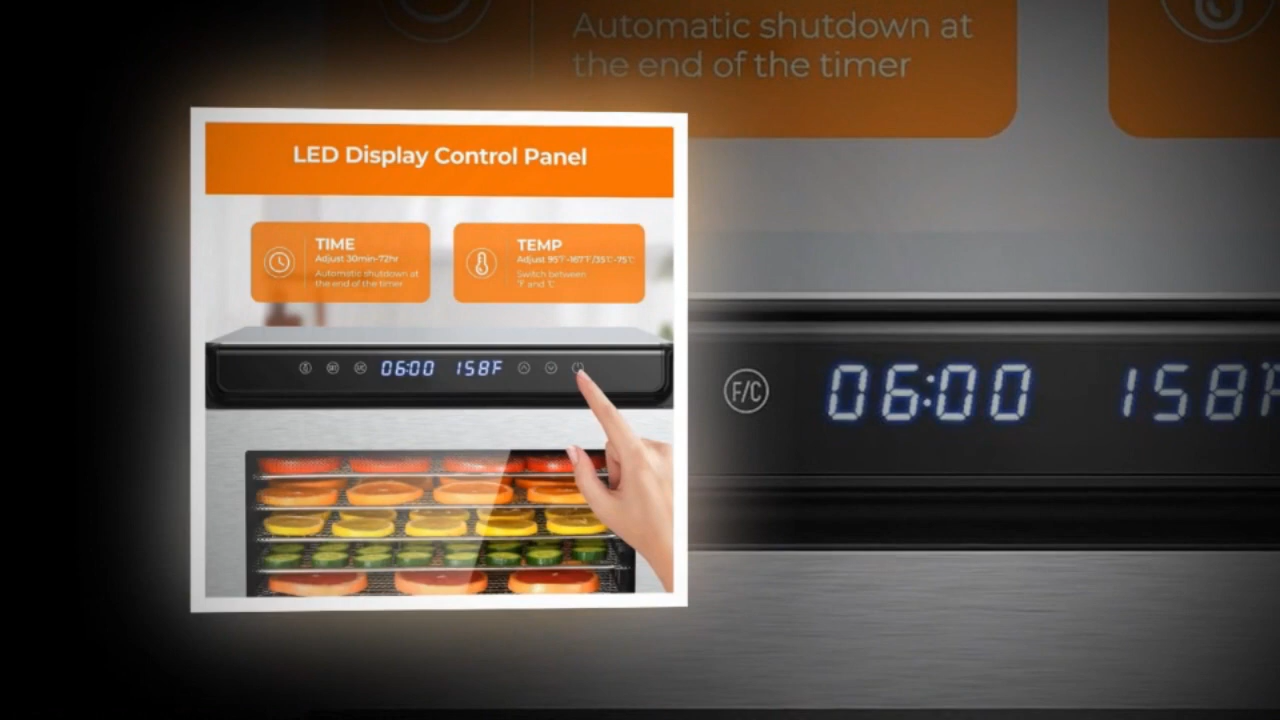 Automatic shutdown at
the end of the timer
LED Display Control Panel
TIME
Adjust 30min-72hr
Automatic shutdown at
the end of the timer
TEMP
Adjust 95℉-167℉/35℃-75℃
Switch between
℉ and ℃
06:00 158F
F/C 06:00 158F